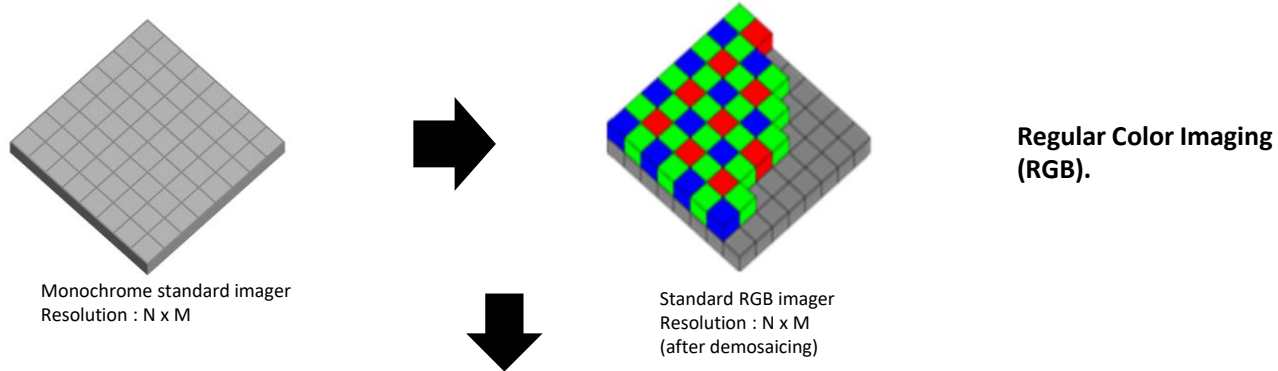 Regular Color Imaging
(RGB).
Monochrome standard imager
Resolution : N x M
Standard RGB imager
Resolution : N x M
(after demosaicing)